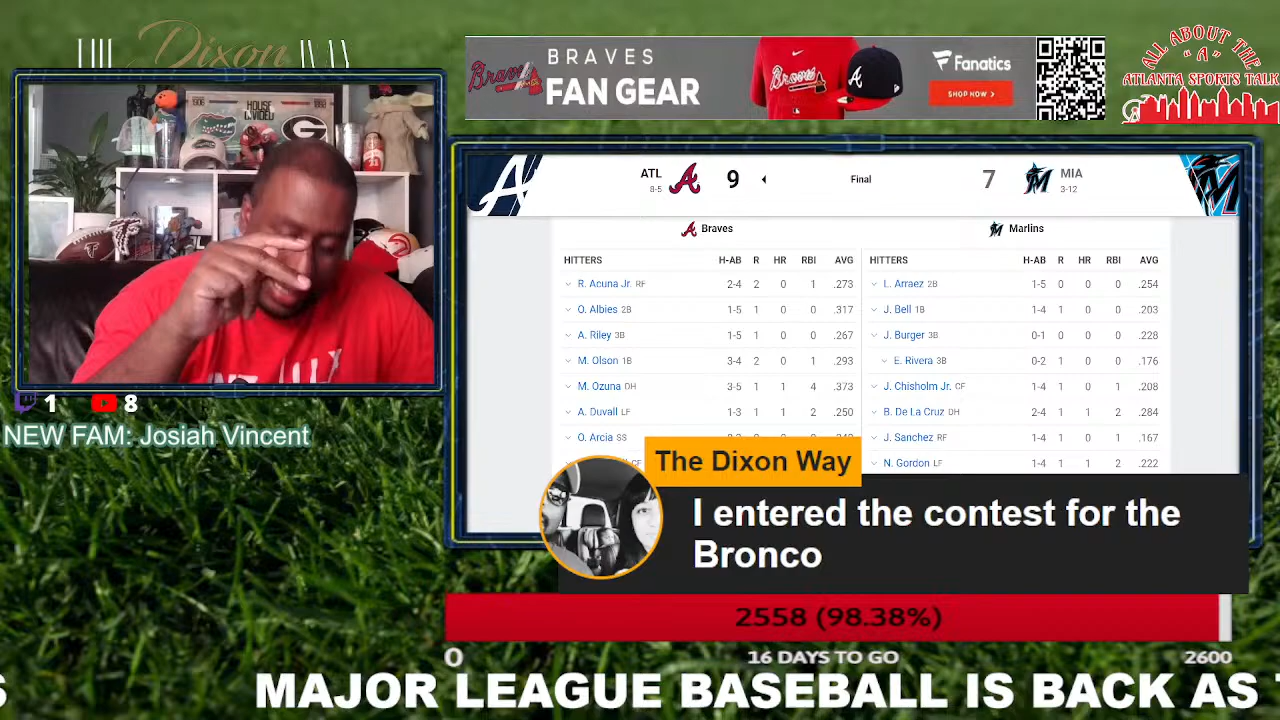 Dixon
BRAVES
FAN GEAR
Braves
Fanatics
SHOP NOW >
ALL ABOUT THE
"A"
ATLANTA SPORTS TALK
HOUSE
DIVIDED
ATL 9 Final 7 MIA
8-5 3-12
Braves
HITTERS H-AB R HR RBI AVG
R. Acuna Jr. RF 2-4 2 0 1 .273
O. Albies 2B 1-5 1 0 0 .317
A. Riley 3B 1-5 1 0 0 .267
M. Olson 1B 3-4 2 0 1 .293
M. Ozuna DH 3-5 1 1 4 .373
A. Duvall LF 1-3 1 1 2 .250
O. Arcia SS
CF
Marlins
HITTERS H-AB R HR RBI AVG
L. Arraez 2B 1-5 0 0 0 .254
J. Bell 1B 1-4 1 0 0 .203
J. Burger 3B 0-1 0 0 0 .228
E. Rivera 3B 0-2 1 0 0 .176
J. Chisholm Jr. CF 1-4 1 0 1 .208
B. De La Cruz DH 2-4 1 1 2 .284
J. Sanchez RF 1-4 1 0 1 .167
N. Gordon LF 1-4 1 1 2 .222
1 8
NEW FAM: Josiah Vincent
The Dixon Way
I entered the contest for the
Bronco
2558 (98.38%)
0 16 DAYS TO GO 2600
S MAJOR LEAGUE BASEBALL IS BACK AS